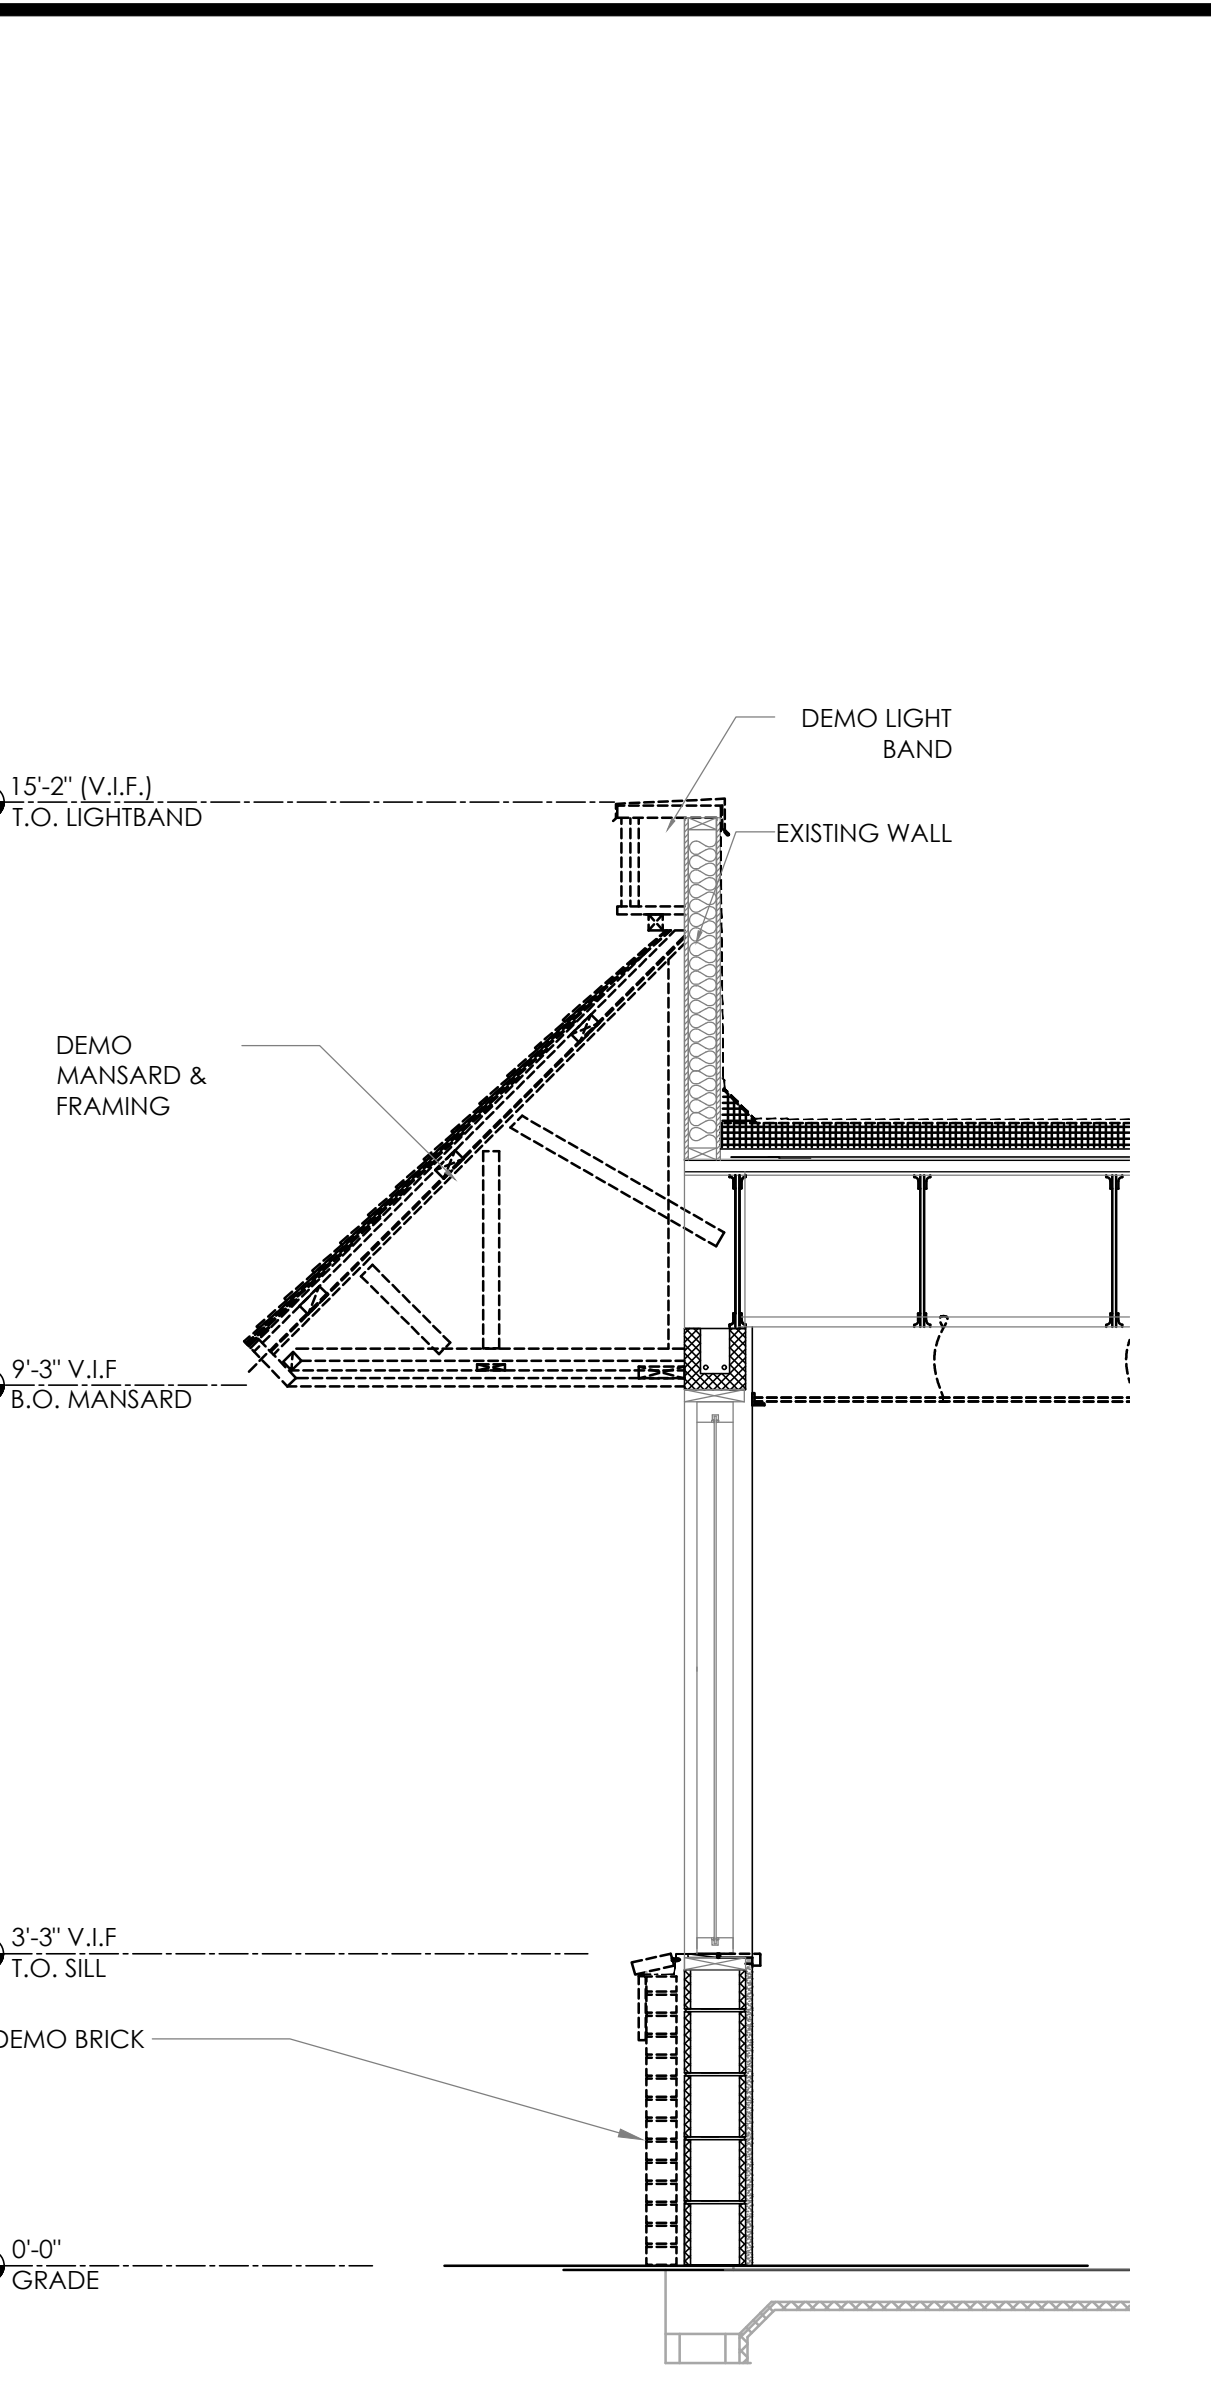 DEMO LIGHT
BAND
15'-2" (V.I.F.)
T.O. LIGHTBAND
EXISTING WALL
DEMO
MANSARD &
FRAMING
9'-3" V.I.F
B.O. MANSARD
3'-3" V.I.F
T.O. SILL
DEMO BRICK
0'-0"
GRADE